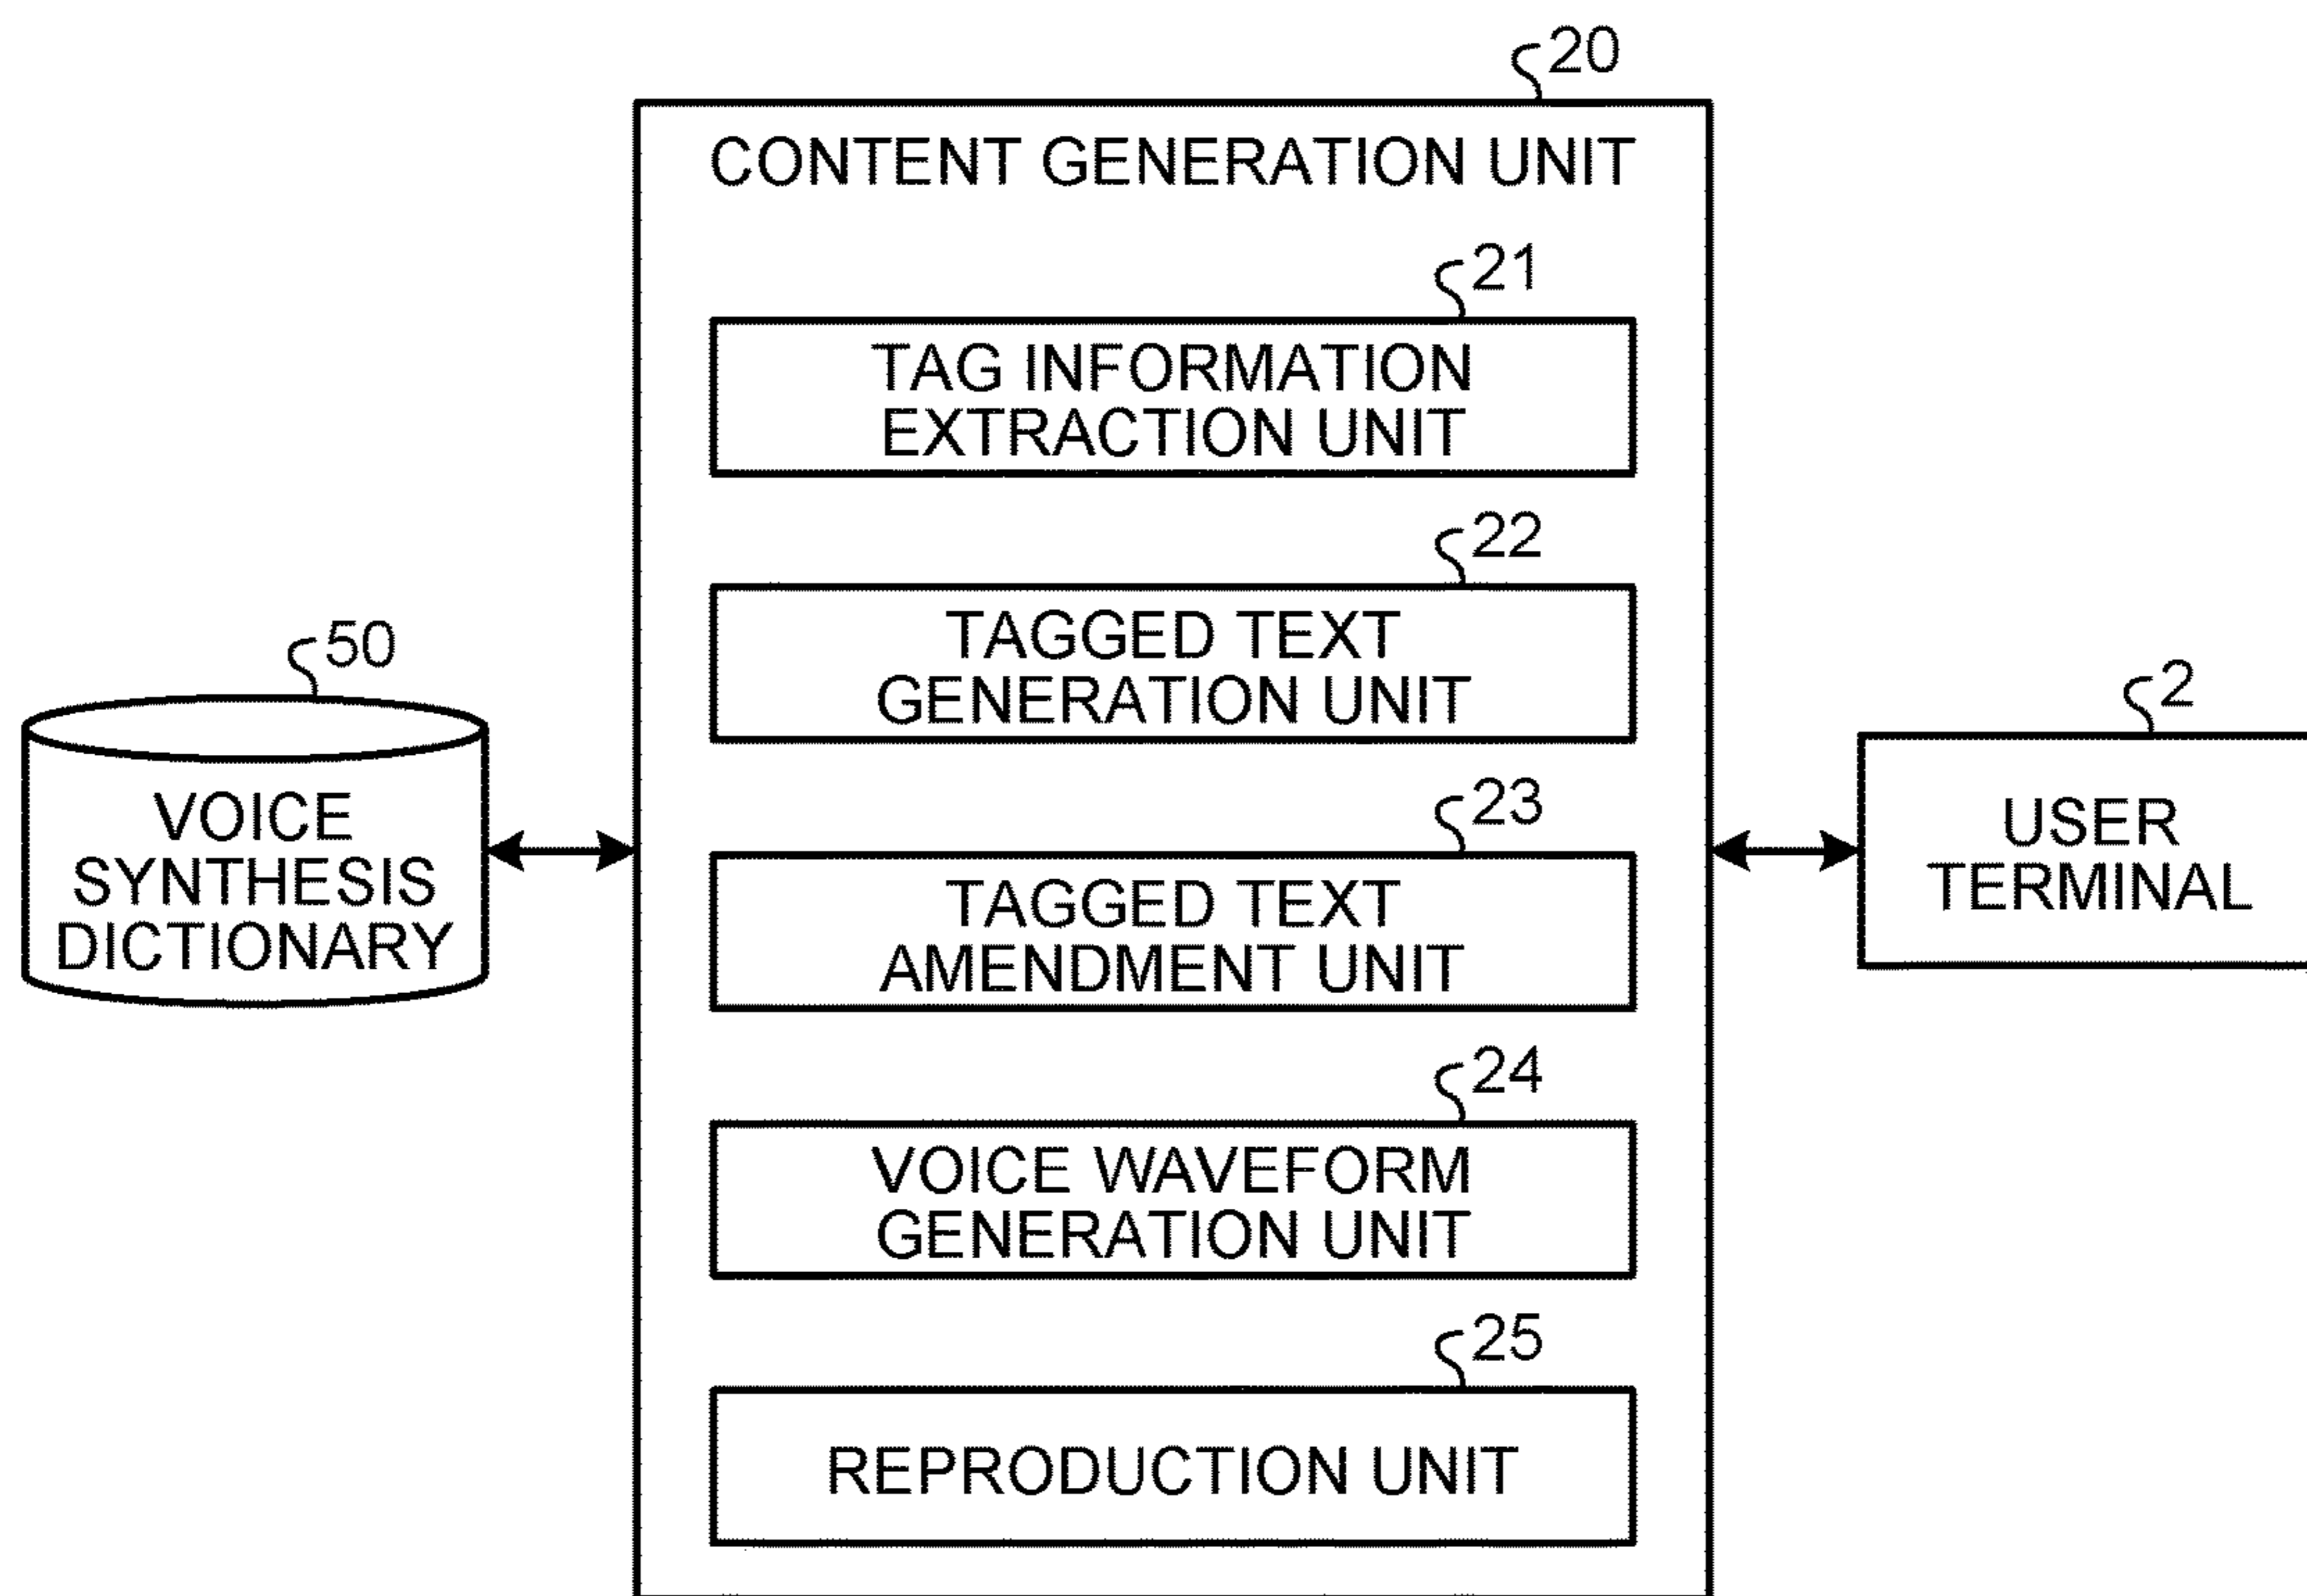 20
CONTENT GENERATION UNIT
21
TAG INFORMATION
EXTRACTION UNIT
22
TAGGED TEXT
GENERATION UNIT
50
VOICE
SYNTHESIS
DICTIONARY
23
TAGGED TEXT
AMENDMENT UNIT
2
USER
TERMINAL
24
VOICE WAVEFORM
GENERATION UNIT
25
REPRODUCTION UNIT